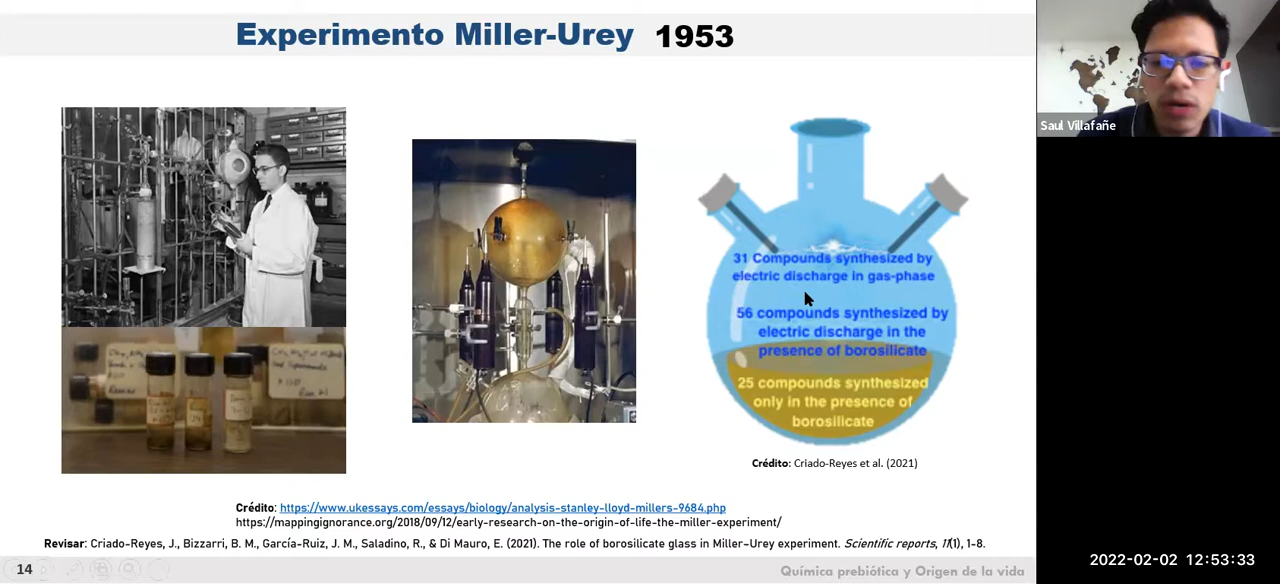 Experimento Miller-Urey 1953
Saul Villafañe
31 Compounds synthesized by
electric discharge in gas-phase
56 compounds synthesized by
electric discharge in the
presence of borosilicate
25 compounds synthesized
only in the presence of
borosilicate
Crédito: Criado-Reyes et al. (2021)
Crédito: https://www.ukessays.com/essays/biology/analysis-stanley-lloyd-millers-9684.php
https://mappingignorance.org/2018/09/12/early-research-on-the-origin-of-life-the-miller-experiment/
Revisar: Criado-Reyes, J., Bizzarri, B. M., García-Ruiz, J. M., Saladino, R., & Di Mauro, E. (2021). The role of borosilicate glass in Miller–Urey experiment. Scientific reports, 11(1), 1-8.
14
Química prebiótica y Origen de la vida
2022-02-02 12:53:33